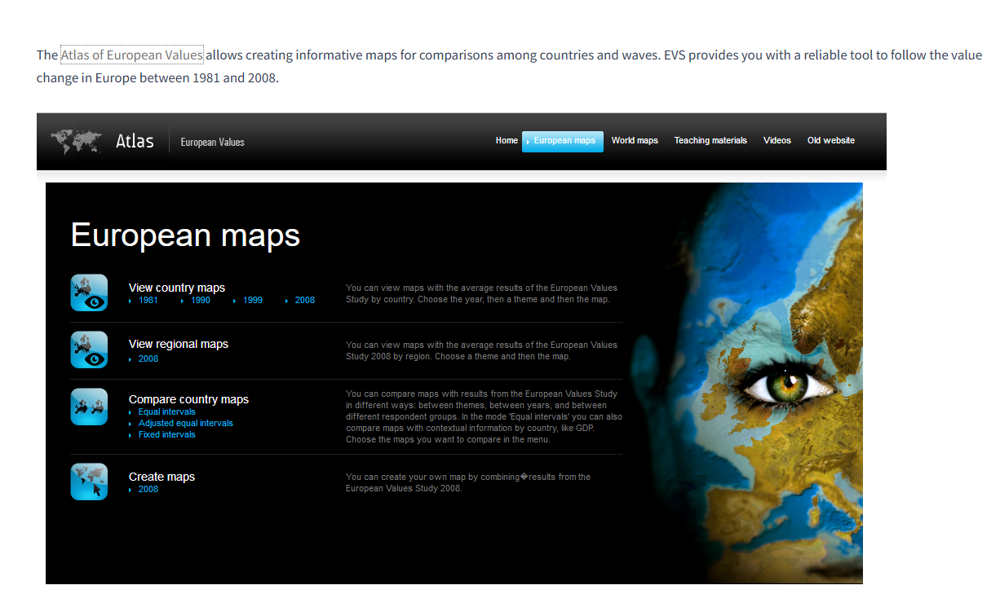 The Atlas of European Values allows creating informative maps for comparisons among countries and waves. EVS provides you with a reliable tool to follow the value
change in Europe between 1981 and 2008.
Atlas European Values
Home European maps World maps Teaching materials Videos Old website
European maps
View country maps
1981 1990 1999 2008
You can view maps with the average results of the European Values
Study by country. Choose the year, then a theme and then the map.
View regional maps
2008
You can view maps with the average results of the European Values
Study 2008 by region. Choose a theme and then the map.
Compare country maps
Equal intervals
Adjusted equal intervals
Fixed intervals
You can compare maps with results from the European Values Study
in different ways: between themes, between years, and between
different respondent groups. In the mode 'Equal intervals' you can also
compare maps with contextual information by country, like GDP.
Choose the maps you want to compare in the menu.
Create maps
2008
You can create your own map by combining�results from the
European Values Study 2008.